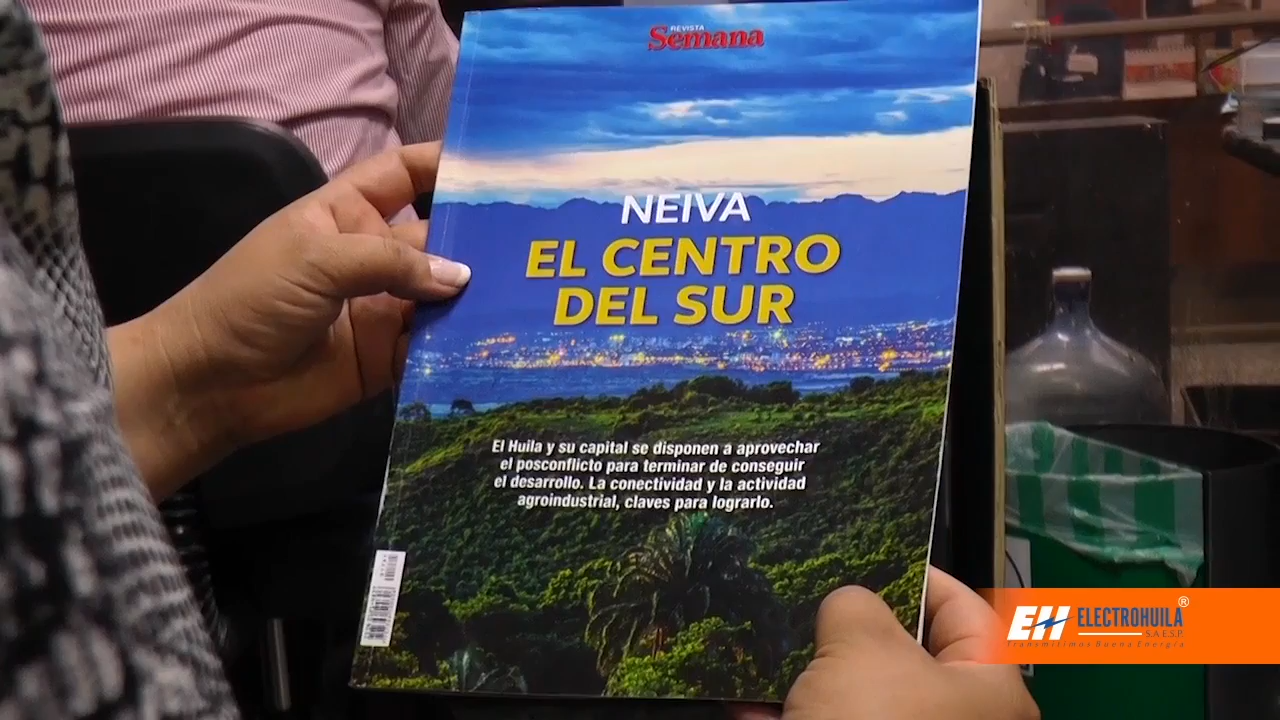 REVISTA
Semana
NEIVA
EL CENTRO
DEL SUR
El Huila y su capital se disponen a aprovechar
el posconflicto para terminar de conseguir
el desarrollo. La conectividad y la actividad
agroindustrial, claves para lograrlo.
EH ELECTROHUILA®
S.A E.S.P.
Transmitimos Buena Energía